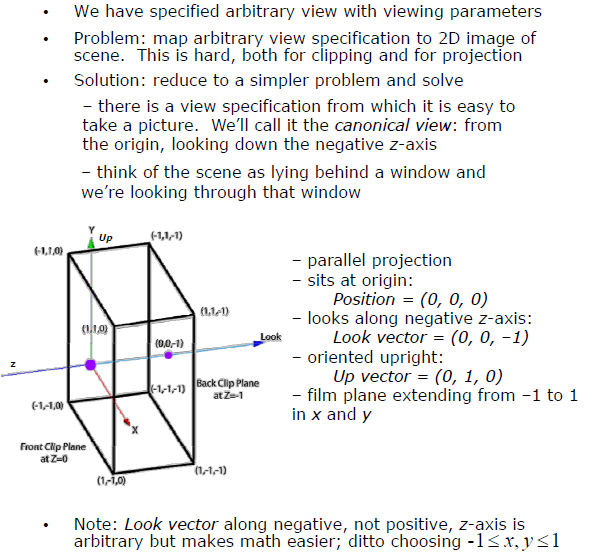 • We have specified arbitrary view with viewing parameters
• Problem: map arbitrary view specification to 2D image of
scene. This is hard, both for clipping and for projection
• Solution: reduce to a simpler problem and solve
– there is a view specification from which it is easy to
take a picture. We'll call it the canonical view: from
the origin, looking down the negative z-axis
– think of the scene as lying behind a window and
we're looking through that window
Y
Up
(-1,1,-1)
(-1,1,0)
(1,1,-1)
(1,1,0)
(0,0,-1)
Look
z
(-1,-1,-1)
Back Clip Plane
at Z=-1
(-1,-1,0)
X
Front Clip Plane
at Z=0
(1,-1,-1)
(1,-1,0)
– parallel projection
– sits at origin:
Position = (0, 0, 0)
– looks along negative z-axis:
Look vector = (0, 0, –1)
– oriented upright:
Up vector = (0, 1, 0)
– film plane extending from –1 to 1
in x and y
• Note: Look vector along negative, not positive, z-axis is
arbitrary but makes math easier; ditto choosing -1≤x, y≤1